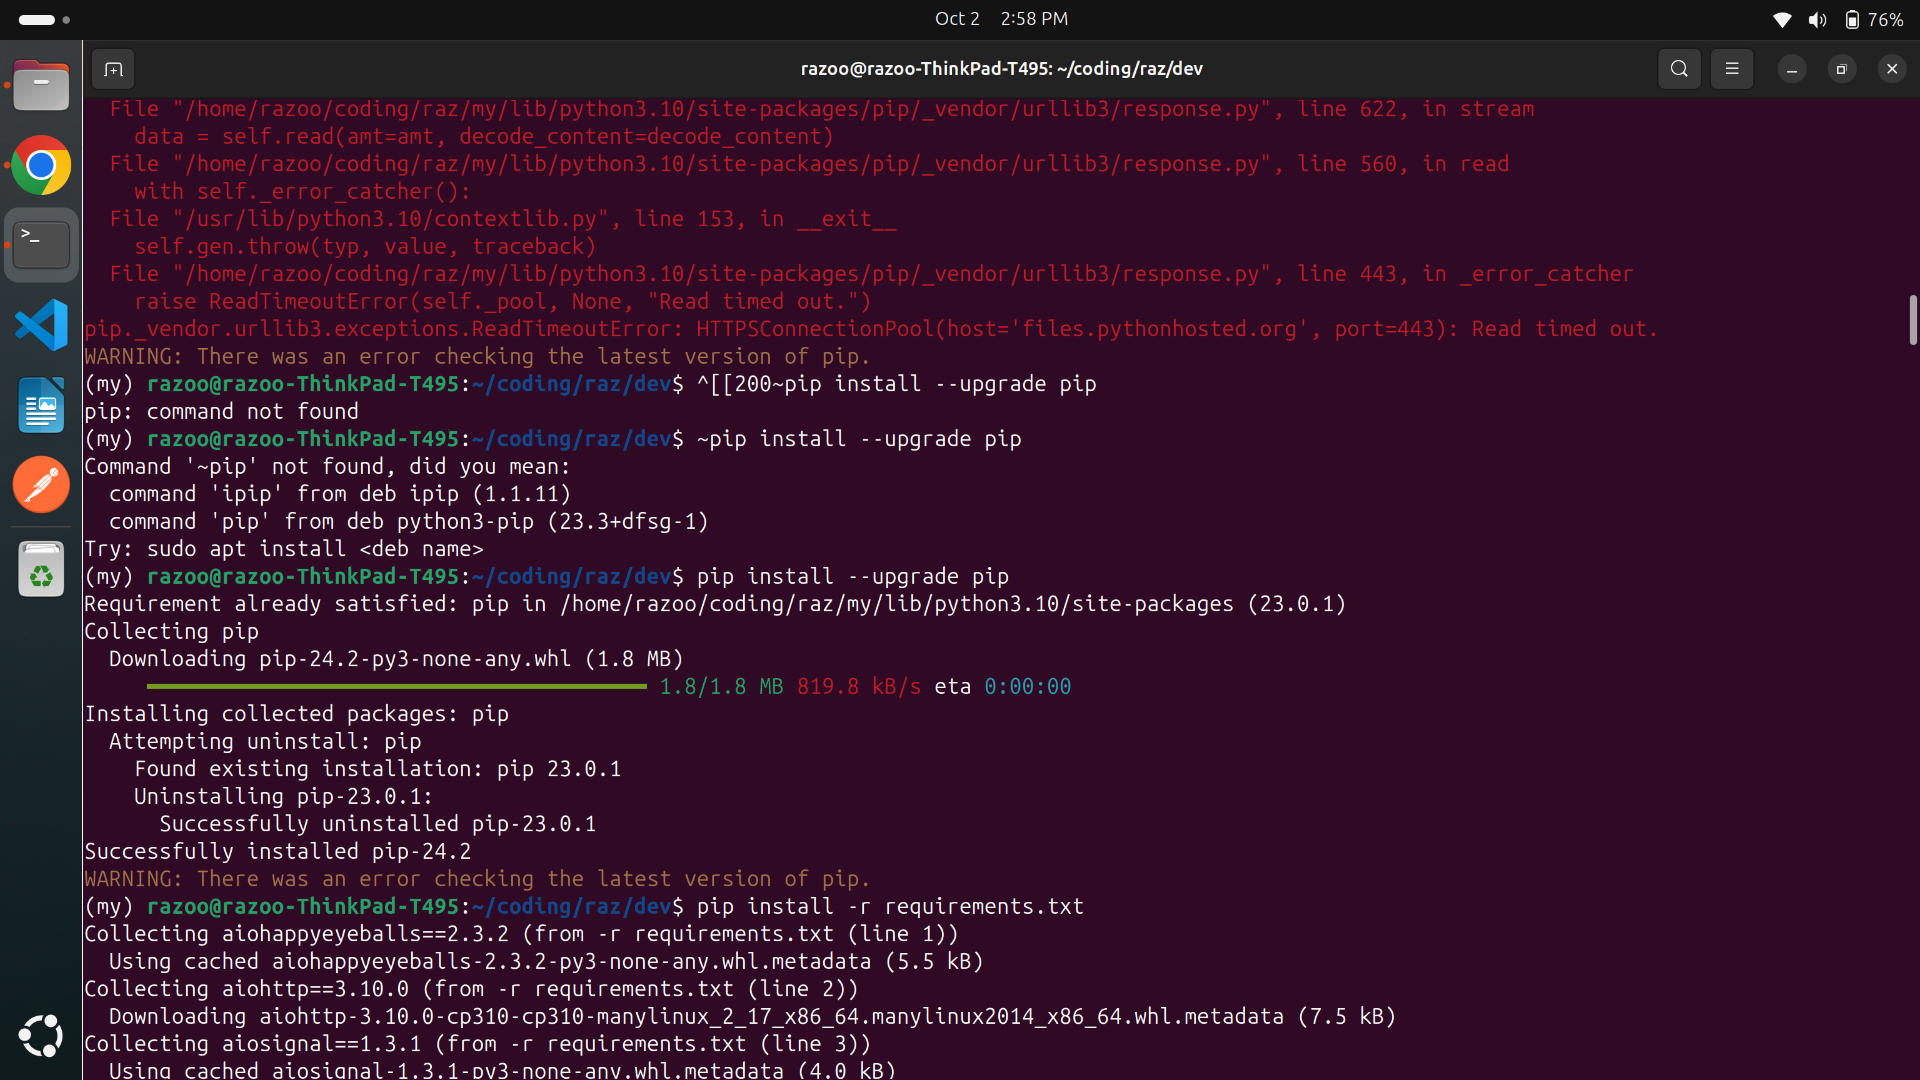 Oct 2 2:58 PM
76%
razoo@razoo-ThinkPad-T495: ~/coding/raz/dev
File "/home/razoo/coding/raz/my/lib/python3.10/site-packages/pip/_vendor/urllib3/response.py", line 622, in stream
data = self.read(amt=amt, decode_content=decode_content)
File "/home/razoo/coding/raz/my/lib/python3.10/site-packages/pip/_vendor/urllib3/response.py", line 560, in read
with self._error_catcher():
File "/usr/lib/python3.10/contextlib.py", line 153, in __exit__
self.gen.throw(typ, value, traceback)
File "/home/razoo/coding/raz/my/lib/python3.10/site-packages/pip/_vendor/urllib3/response.py", line 443, in _error_catcher
raise ReadTimeoutError(self._pool, None, "Read timed out.")
pip._vendor.urllib3.exceptions.ReadTimeoutError: HTTPSConnectionPool(host='files.pythonhosted.org', port=443): Read timed out.
WARNING: There was an error checking the latest version of pip.
(my) razoo@razoo-ThinkPad-T495:~/coding/raz/dev$ ^[[200~pip install --upgrade pip
pip: command not found
(my) razoo@razoo-ThinkPad-T495:~/coding/raz/dev$ ~pip install --upgrade pip
Command '~pip' not found, did you mean:
command 'ipip' from deb ipip (1.1.11)
command 'pip' from deb python3-pip (23.3+dfsg-1)
Try: sudo apt install <deb name>
(my) razoo@razoo-ThinkPad-T495:~/coding/raz/dev$ pip install --upgrade pip
Requirement already satisfied: pip in /home/razoo/coding/raz/my/lib/python3.10/site-packages (23.0.1)
Collecting pip
Downloading pip-24.2-py3-none-any.whl (1.8 MB)
1.8/1.8 MB 819.8 kB/s eta 0:00:00
Installing collected packages: pip
Attempting uninstall: pip
Found existing installation: pip 23.0.1
Uninstalling pip-23.0.1:
Successfully uninstalled pip-23.0.1
Successfully installed pip-24.2
WARNING: There was an error checking the latest version of pip.
(my) razoo@razoo-ThinkPad-T495:~/coding/raz/dev$ pip install -r requirements.txt
Collecting aiohappyeyeballs==2.3.2 (from -r requirements.txt (line 1))
Using cached aiohappyeyeballs-2.3.2-py3-none-any.whl.metadata (5.5 kB)
Collecting aiohttp==3.10.0 (from -r requirements.txt (line 2))
Downloading aiohttp-3.10.0-cp310-cp310-manylinux_2_17_x86_64.manylinux2014_x86_64.whl.metadata (7.5 kB)
Collecting aiosignal==1.3.1 (from -r requirements.txt (line 3))
Using cached aiosignal-1.3.1-py3-none-any.whl.metadata (4.0 kB)